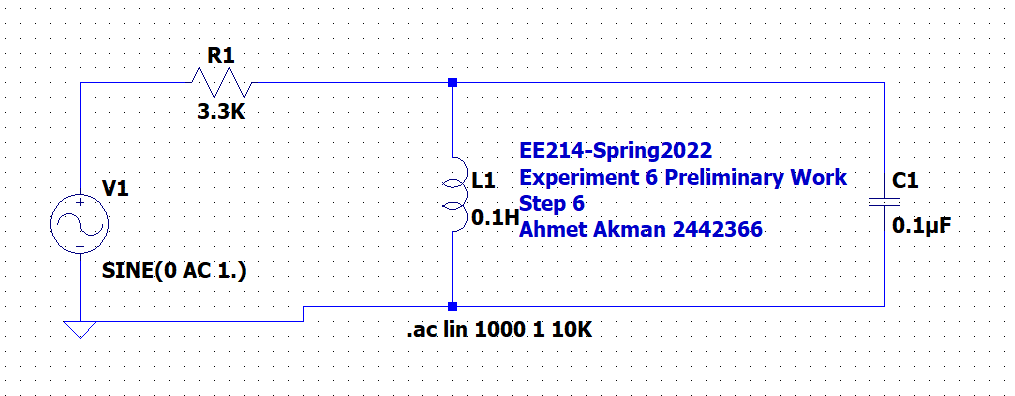 R1
3.3K
EE214-Spring2022
Experiment 6 Preliminary Work
Step 6
Ahmet Akman 2442366
L1
0.1H
C1
0.1µF
V1
SINE(0 AC 1.)
.ac lin 1000 1 10K